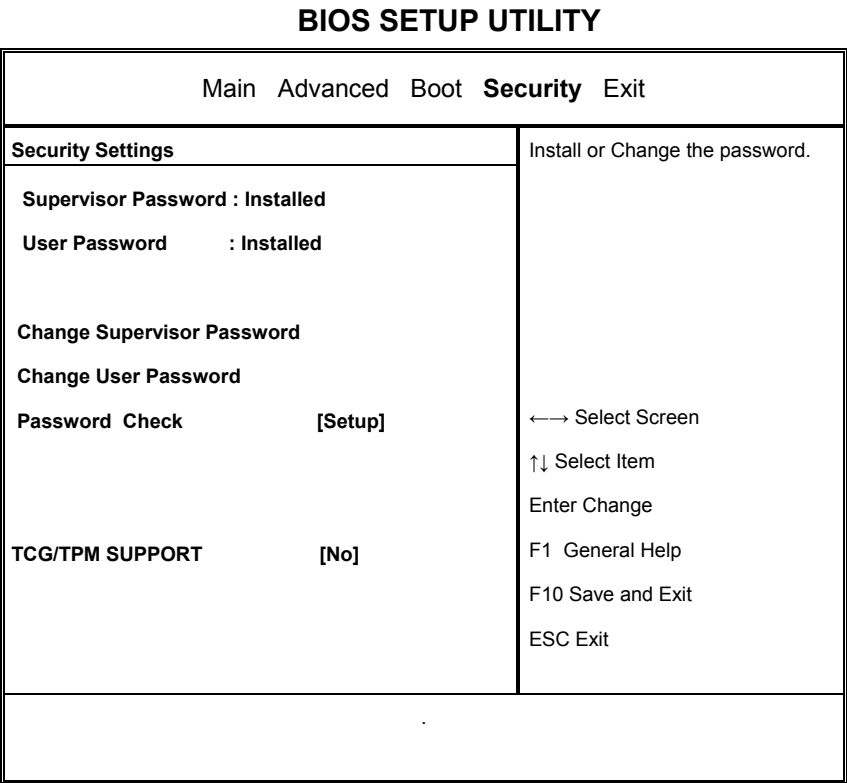 BIOS SETUP UTILITY
Main Advanced Boot Security Exit
Security Settings
Supervisor Password : Installed
User Password : Installed
Change Supervisor Password
Change User Password
Password Check [Setup]
TCG/TPM SUPPORT [No]
Install or Change the password.
←→ Select Screen
↑↓ Select Item
Enter Change
F1 General Help
F10 Save and Exit
ESC Exit
.